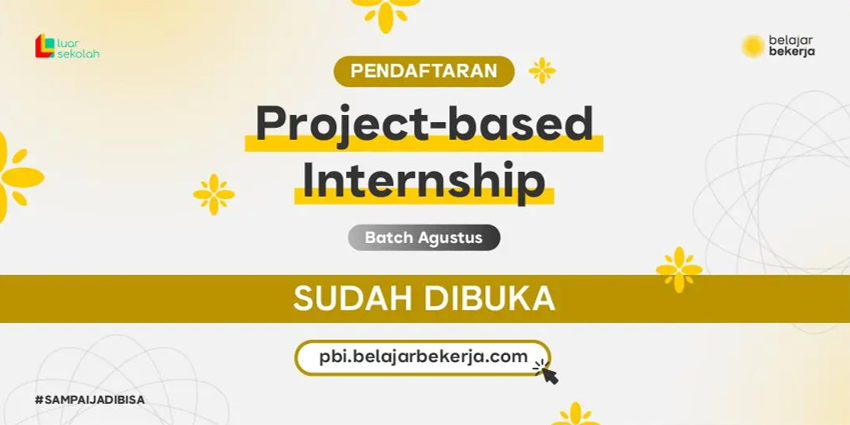 luar
sekolah
belajar
bekerja
PENDAFTARAN
Project-based
Internship
Batch Agustus
SUDAH DIBUKA
pbi.belajarbekerja.com
#SAMPAIJADIBISA